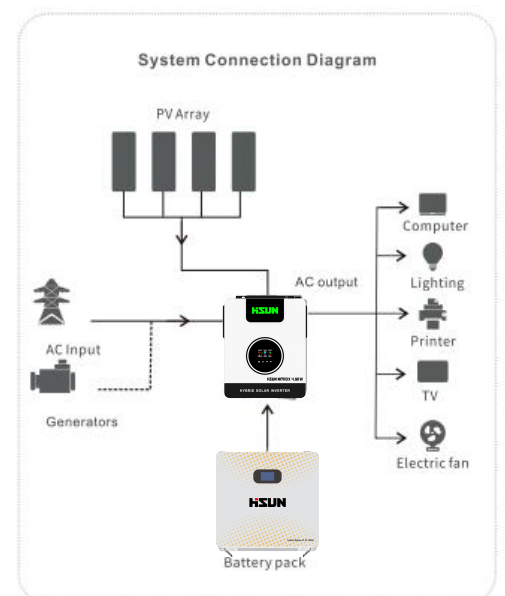 System Connection Diagram
PV Array
Computer
AC output
Lighting
HSUN
AC Input
Printer
HYBRID SOLAR INVERTER
TV
Generators
Electric fan
HSUN
Battery pack